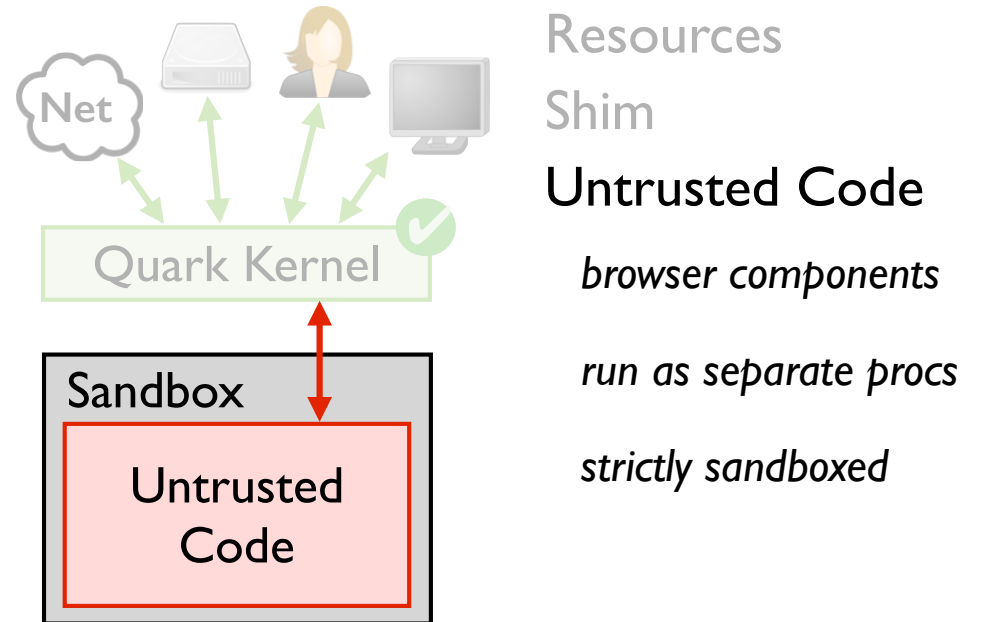 Net
Quark Kernel
Sandbox
Untrusted
Code
Resources
Shim
Untrusted Code
browser components
run as separate procs
strictly sandboxed